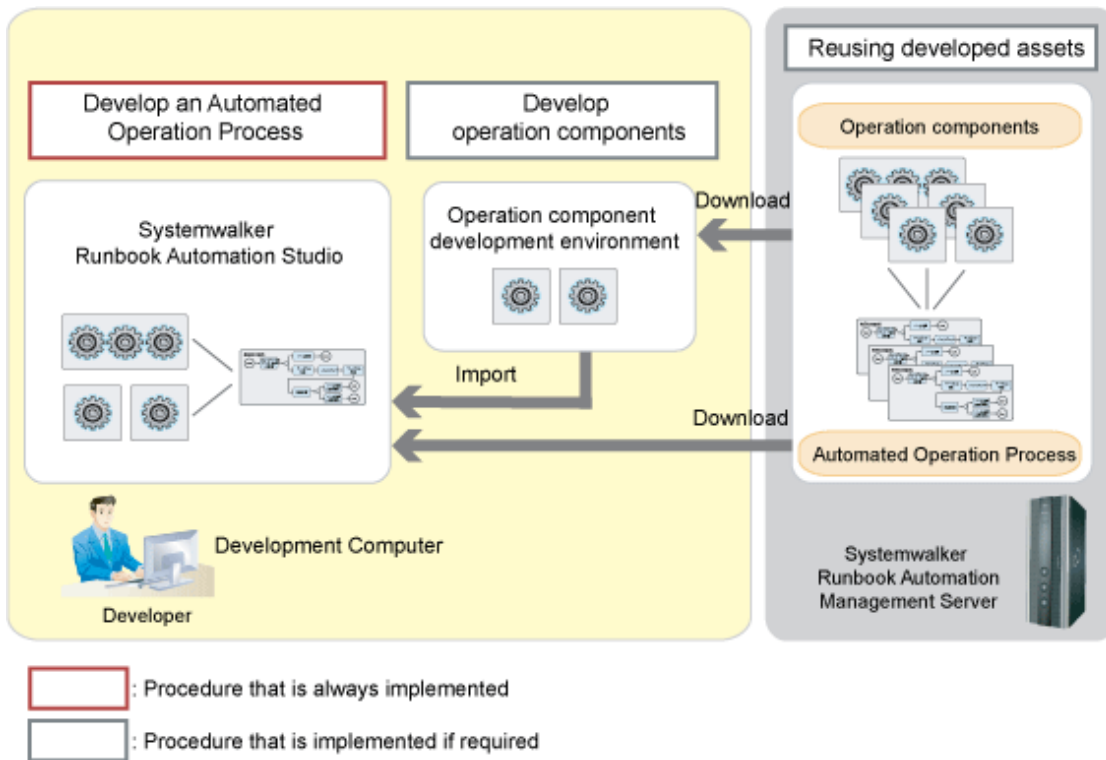 Reusing developed assets
Develop an Automated
Operation Process
Develop
operation components
Operation components
Systemwalker
Runbook Automation Studio
Operation component
development environment
Download
Import
Download
Automated Operation Process
Development Computer
Developer
Systemwalker
Runbook Automation
Management Server
: Procedure that is always implemented
: Procedure that is implemented if required